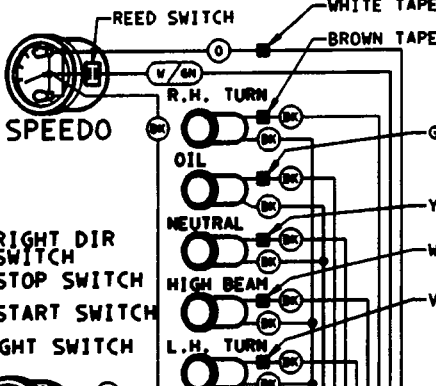 WHITE TAPE
REED SWITCH
BROWN TAPE
O
W/GN
R.H. TURN
BK
SPEEDO
BK
BK
OIL
G
BK
BK
NEUTRAL
Y
RIGHT DIR
SWITCH
BK
BK
STOP SWITCH
HIGH BEAM
W
BK
START SWITCH
BK
GHT SWITCH
L.H. TURN
V
BK
BK